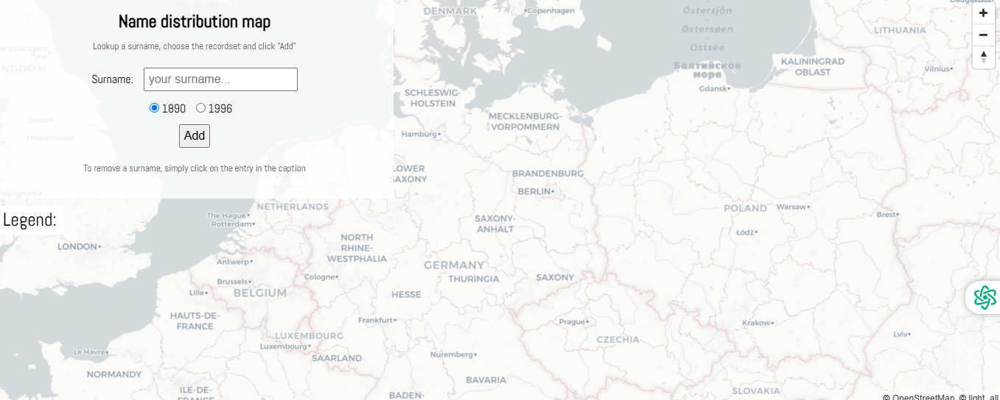 Nordsjøen /
Name distribution map
Lookup a surname, choose the recordset and click "Add"
Surname:
your surname...
1890
1996
Add
To remove a surname, simply click on the entry in the caption
Legend:
DENMARK
Copenhagen
Östersjön
-
Østersøen
-
Ostsee
-
Балтийское
море
LITHUANIA
KALININGRAD
OBLAST
Vilnius
Gdansk
SCHLESWIG-
HOLSTEIN
MECKLENBURG-
VORPOMMERN
Hamburg
Tyne
Leeds
Manchester
LOWER
SAXONY
BRANDENBURG
BERLIN
NETHERLANDS
The Hague
Rotterdam
SAXONY-
ANHALT
POLAND
Warsaw
Brest
Łódź
LONDON
NORTH
RHINE-
WESTPHALIA
Antwerp
GERMANY
THURINGIA
SAXONY
Cologne
Brussels
BELGIUM
Lille
HESSE
HAUTS-DE-
FRANCE
Frankfurt
Prague
Krakow
LUXEMBOURG
Luxembourg
CZECHIA
Lviv
Le Havre
SAARLAND
Nuremberg
NORMANDY
BAVARIA
ILE-DE-
FRANCE
BADEN-
SLOVAKIA
+
−
© OpenStreetMap, © light_all